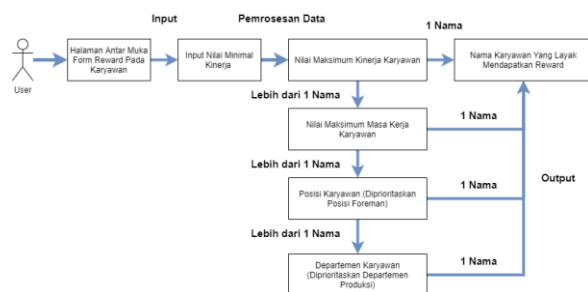 Input
Pemrosesan Data
1 Nama
Halaman Antar Muka
Form Reward Pada
Karyawan
Input Nilai Minimal
Kinerja
Nilai Maksimum Kinerja Karyawan
Nama Karyawan Yang Layak
Mendapatkan Reward
User
Lebih dari 1 Nama
Nilai Maksimum Masa Kerja
Karyawan
1 Nama
Lebih dari 1 Nama
Posisi Karyawan (Diprioritaskan
Posisi Foreman)
1 Nama
Output
Lebih dari 1 Nama
Departemen Karyawan
(Diprioritaskan Departemen
Produksi)
1 Nama